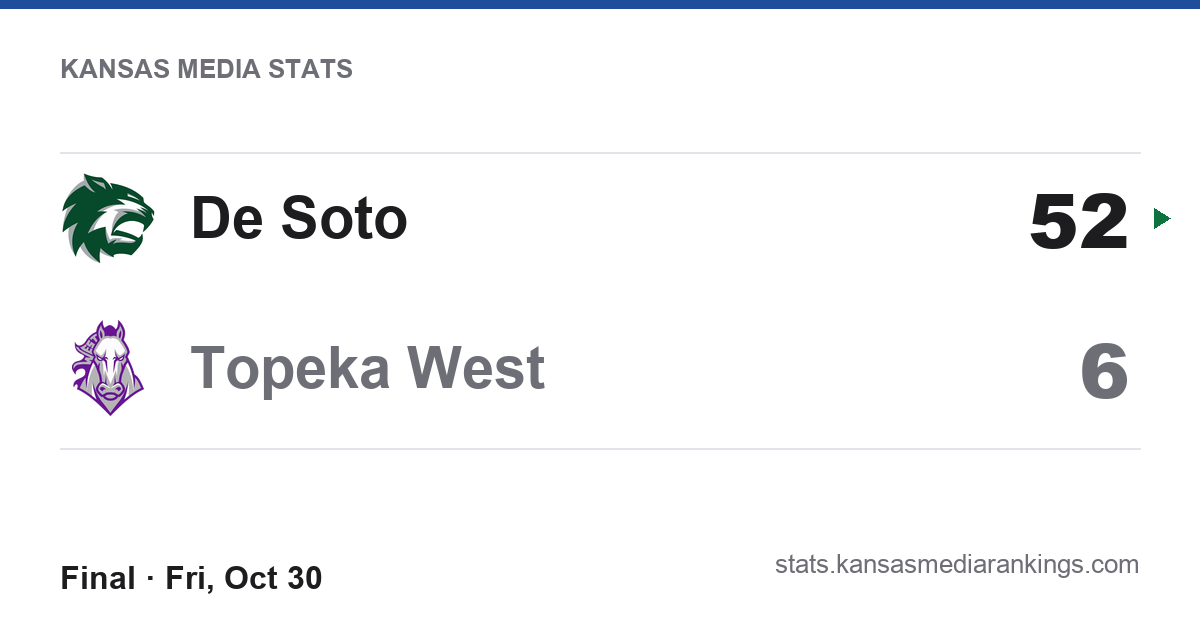 KANSAS MEDIA STATS
De Soto 52
Topeka West 6
Final · Fri, Oct 30
stats.kansasmediarankings.com